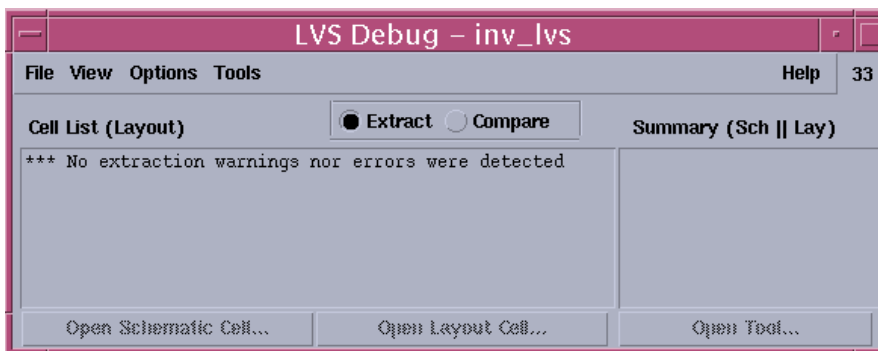 LVS Debug – inv_lvs
File View Options Tools Help 33
Cell List (Layout) Extract Compare Summary (Sch || Lay)
*** No extraction warnings nor errors were detected
Open Schematic Cell... Open Layout Cell... Open Tool...